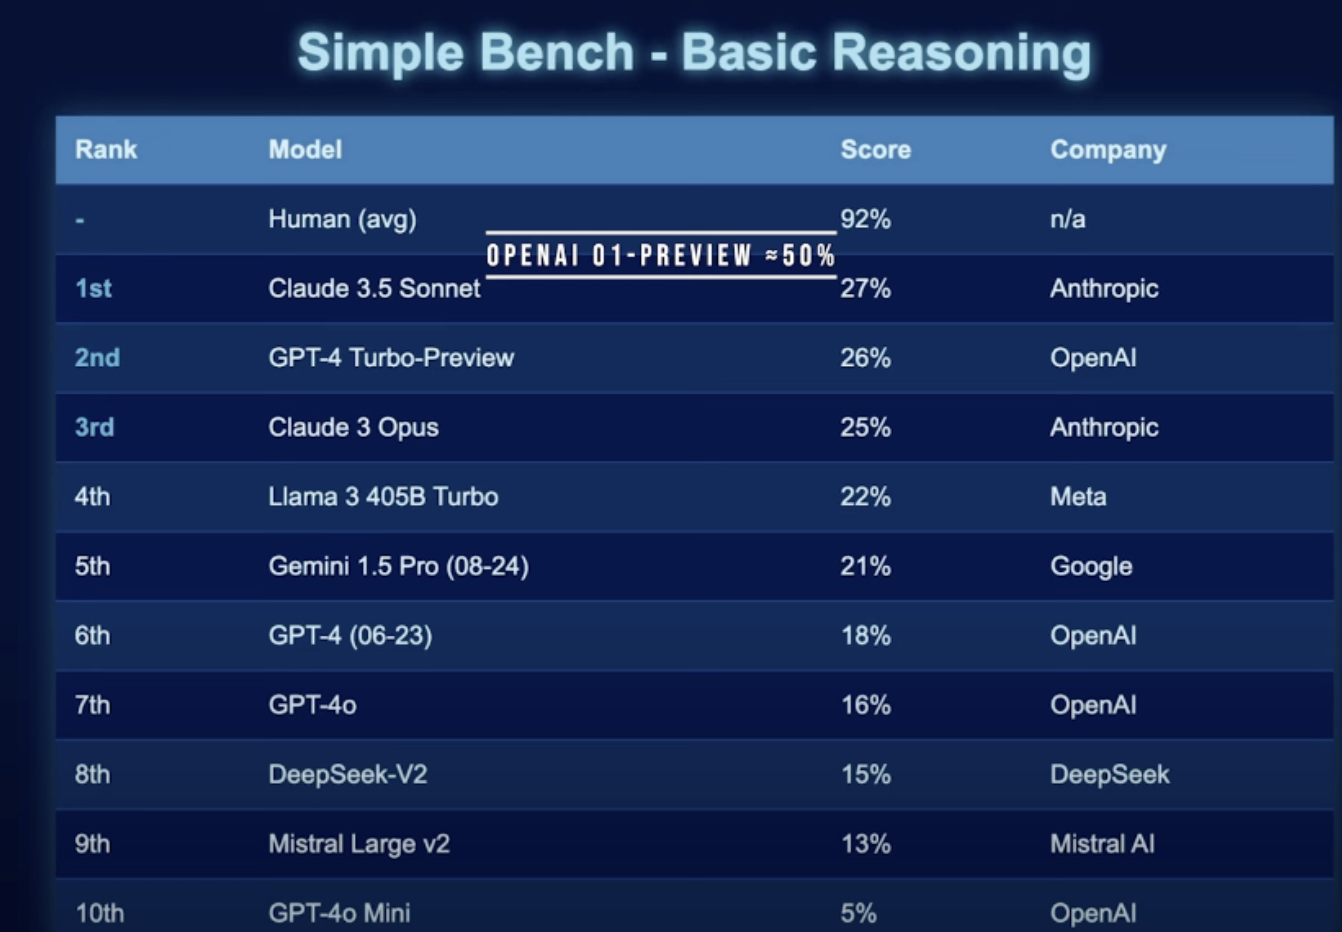 Simple Bench - Basic Reasoning
Rank Model Score Company
- Human (avg) 92% n/a
OPENAI O1-PREVIEW ≈50%
1st Claude 3.5 Sonnet 27% Anthropic
2nd GPT-4 Turbo-Preview 26% OpenAI
3rd Claude 3 Opus 25% Anthropic
4th Llama 3 405B Turbo 22% Meta
5th Gemini 1.5 Pro (08-24) 21% Google
6th GPT-4 (06-23) 18% OpenAI
7th GPT-4o 16% OpenAI
8th DeepSeek-V2 15% DeepSeek
9th Mistral Large v2 13% Mistral AI
10th GPT-4o Mini 5% OpenAI